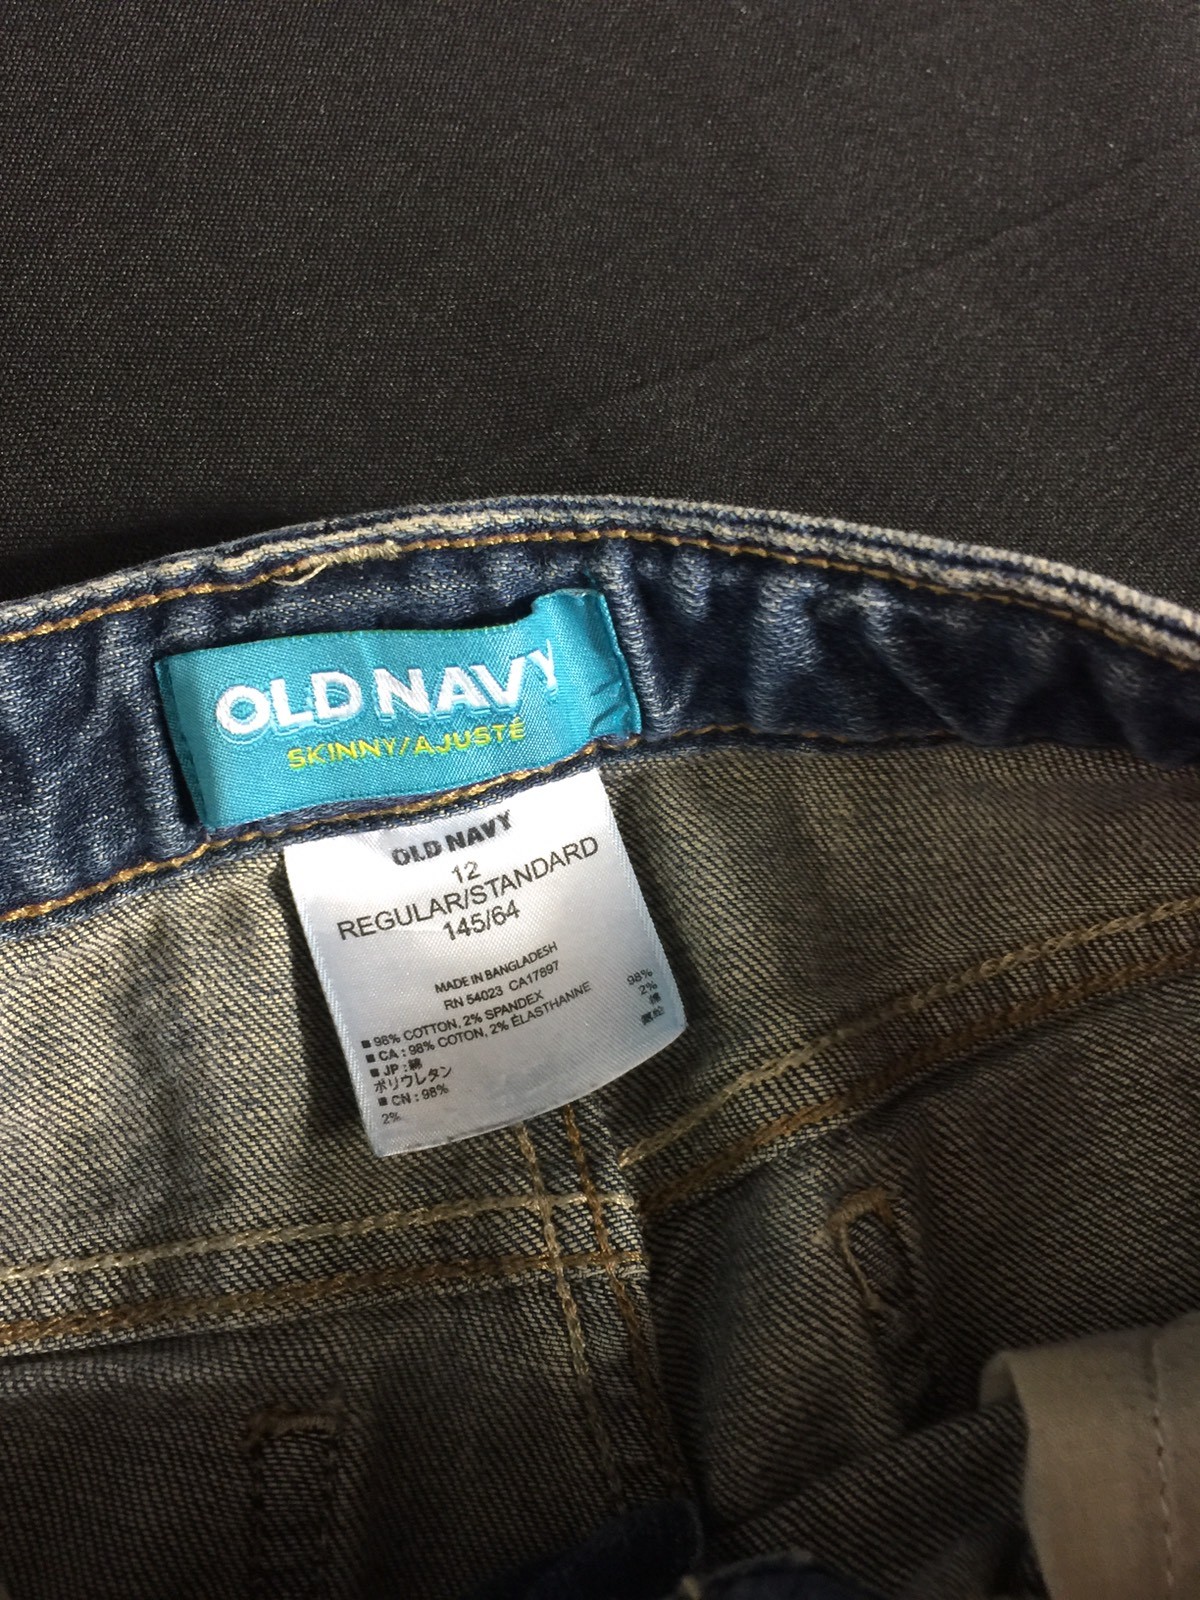 OLD NAVY
SKINNY/AJUSTÉ
OLD NAVY
12
REGULAR/STANDARD
145/64
MADE IN BANGLADESH
RN 54023 CA17897
■ 98% COTTON, 2% SPANDEX
■ CA : 98% COTON, 2% ÉLASTHANNE
■ JP : 綿 98%
ポリウレタン 2%
■ CN : 98% 棉
2%